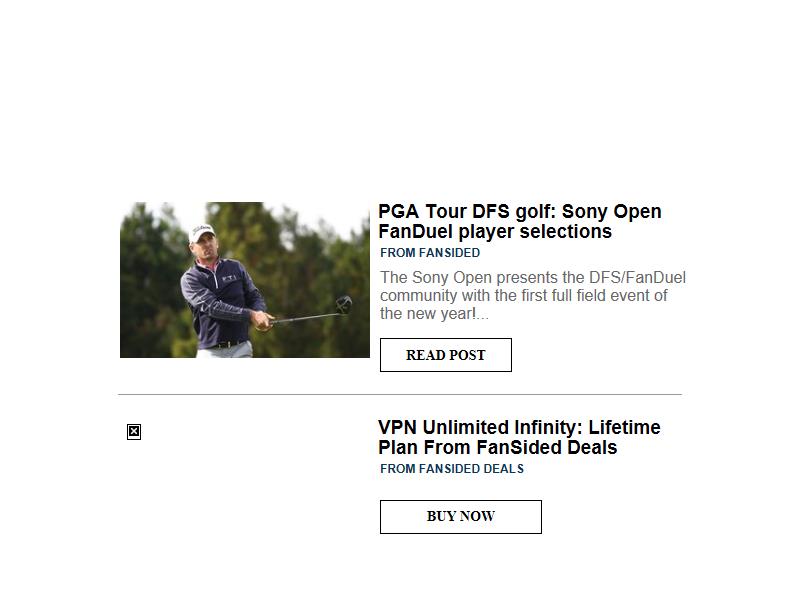 PGA Tour DFS golf: Sony Open
FanDuel player selections
FROM FANSIDED
The Sony Open presents the DFS/FanDuel
community with the first full field event of
the new year!...
READ POST
VPN Unlimited Infinity: Lifetime
Plan From FanSided Deals
FROM FANSIDED DEALS
BUY NOW